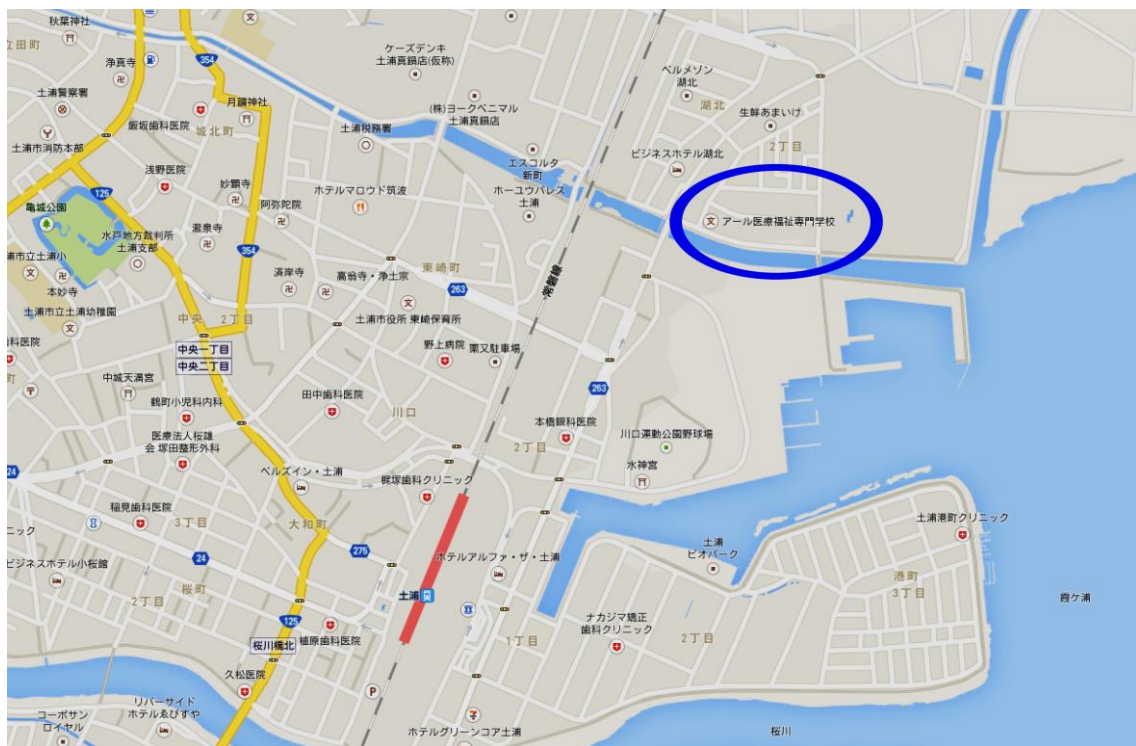 秋葉神社
立田町
浄真寺
354
土浦警察署
飯坂歯科医院
月讀神社
城北町
土浦市消防本部
125
浅野医院
妙顕寺
亀城公園
水戸地方裁判所
土浦支部
阿弥陀院
354
浦市立土浦小
本妙寺
土浦市立土浦幼稚園
済岸寺
高翁寺・浄土宗
東崎町
263
中央 2丁目
土浦市役所 東崎保育所
中央一丁目
中央二丁目
野上病院
栗又駐車場
科医院
中城天満宮
鶴町小児科内科
田中歯科医院
川口
医療法人桜雄
会 塚田整形外科
24
ベルズイン・土浦
梶塚歯科クリニック
稲見歯科医院
3丁目
大和町
275
ニック
24
ビジネスホテル小桜館
桜町
2丁目
土浦
125
桜川橋北
植原歯科医院
久松医院
P
リバーサイド
ホテルゑびすや
コーポサン
ロイヤル
ホテルグリーンコア土浦
ケーズデンキ
土浦真鍋店(仮称)
(株)ヨークベニマル
土浦真鍋店
土浦税務署
ホテルマロウド筑波
エスコルタ
新町
ホーユウパレス
土浦
常磐線
ベルメゾン
湖北
湖北
生鮮あまいけ
2丁目
ビジネスホテル湖北
アール医療福祉専門学校
263
本橋眼科医院
2丁目
川口運動公園野球場
水神宮
ホテルアルファ・ザ・土浦
土浦
ビオパーク
土浦港町クリニック
港町
3丁目
ナカジマ矯正
歯科クリニック
1丁目
2丁目
霞ケ浦
桜川